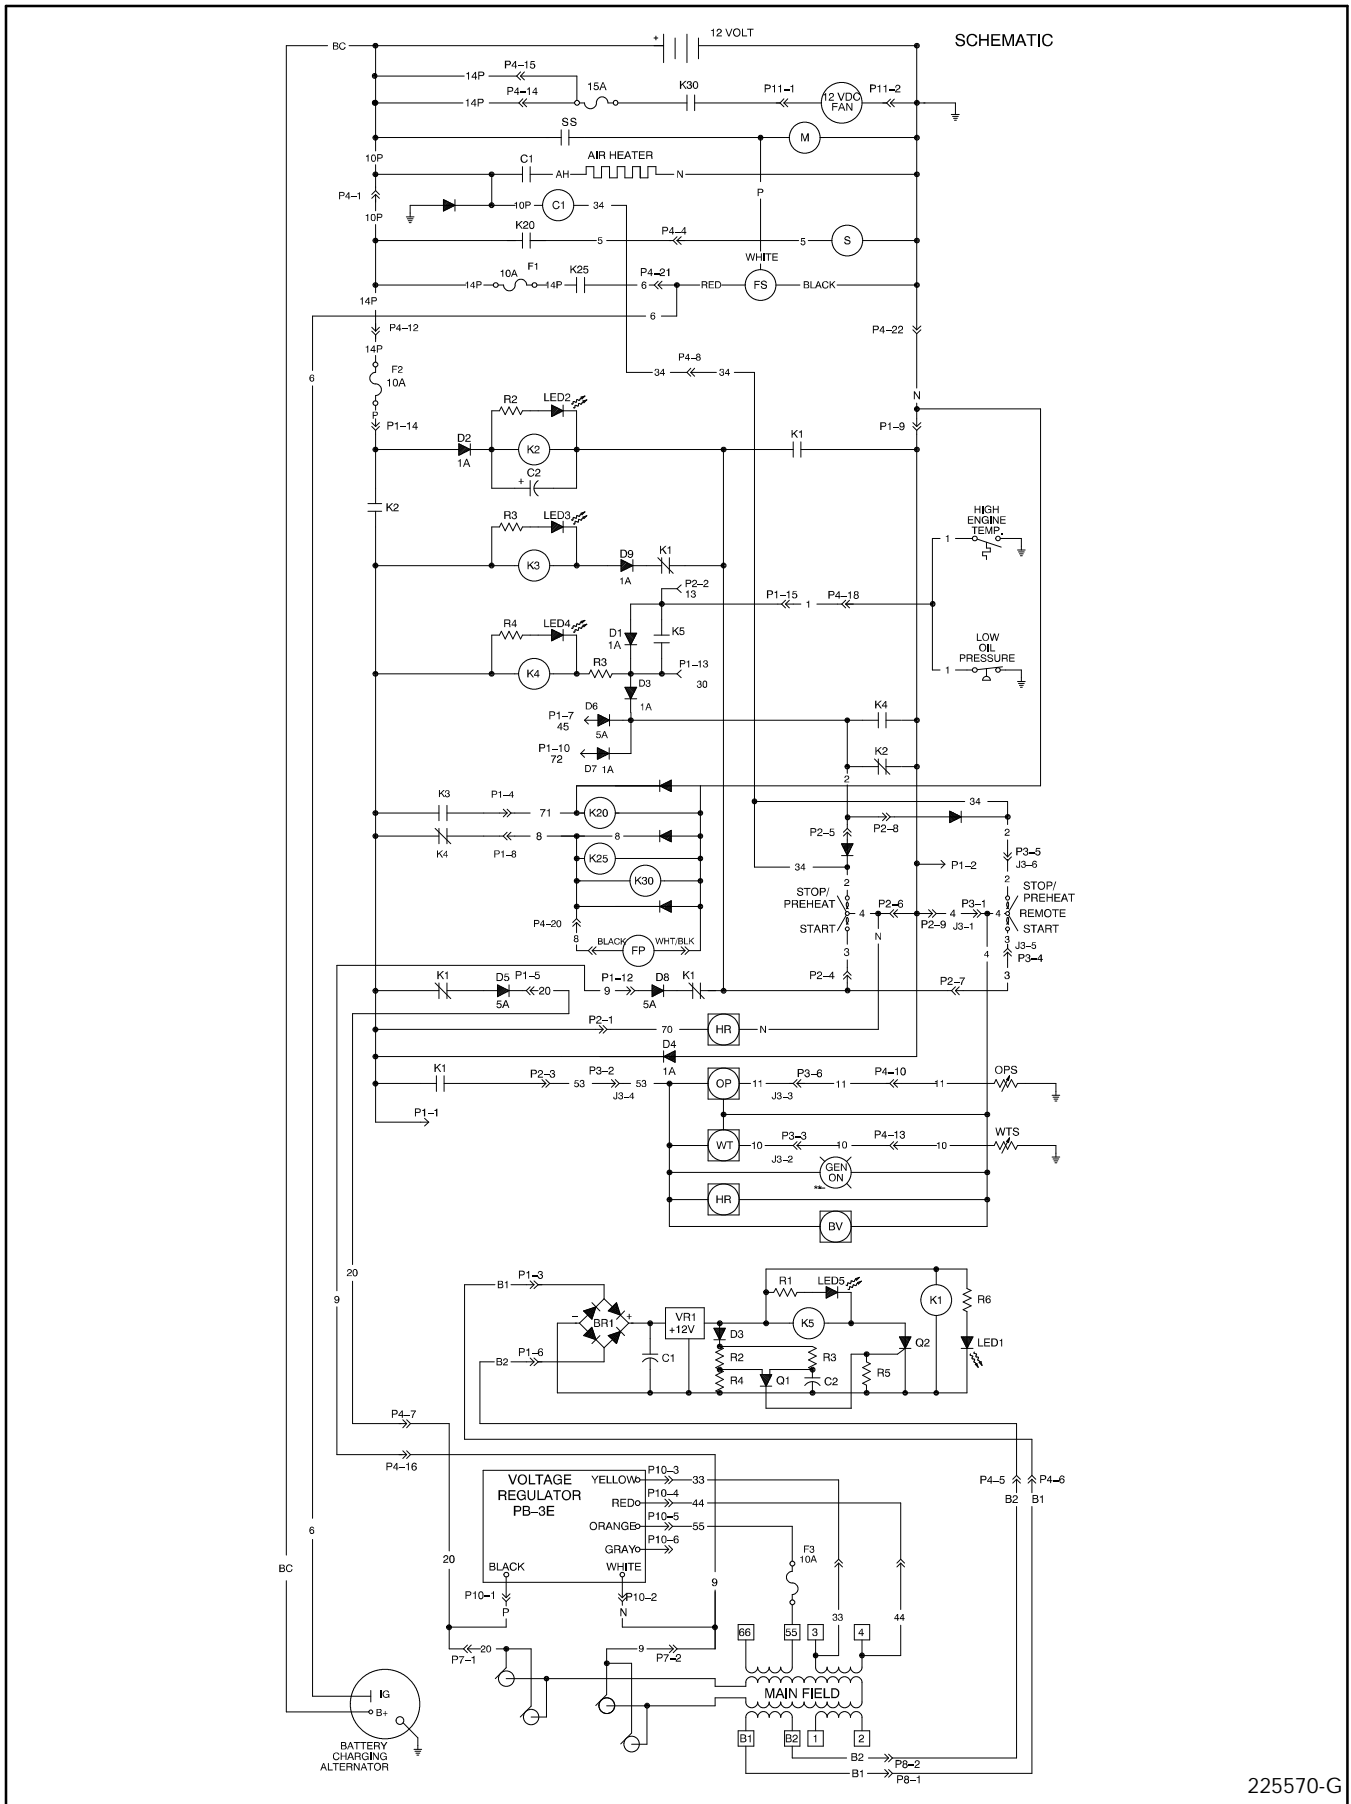 BC
+
12 VOLT
SCHEMATIC
14P P4–15
14P P4–14
15A
K30
P11–1
12 VDC
FAN
P11–2
SS
M
10P
P4–1
10P
C1
AH
AIR HEATER
N
P
10P
C1
34
K20
5
P4–4
5
S
WHITE
14P
10A
F1
14P
K25
P4–21
6
RED
FS
BLACK
14P
6
P4–12
P4–22
14P
F2
10A
P
P1–14
6
P4–8
34
34
N
P1–9
R2
LED2
D2
1A
K2
C2
+
K1
K2
R3
LED3
K3
D9
1A
K1
P2–2
13
HIGH
ENGINE
TEMP.
1
P1–15
1
P4–18
R4
LED4
D1
1A
K5
K4
R3
P1–13
30
D3
1A
LOW
OIL
PRESSURE
1
P1–7
45
D6
5A
P1–10
72
D7 1A
K4
K2
2
K3
P1–4
71
K20
34
K4
P1–8
8
8
K25
K30
P2–5
P2–8
2
P3–5
J3–6
34
P1–2
2
2
STOP/
PREHEAT
START
4
P2–6
4
P2–9
P3–1
J3–1
4
STOP/
PREHEAT
REMOTE
START
P4–20
8
BLACK
FP
WHT/BLK
N
3
P2–4
4
3
J3–5
P3–4
3
P2–7
K1
D5
5A
P1–5
20
9
P1–12
D8
5A
K1
P2–1
70
HR
N
D4
1A
K1
P2–3
53
P3–2
J3–4
53
OP
11
P3–6
J3–3
11
P4–10
11
OPS
P1–1
WT
10
P3–3
J3–2
10
P4–13
10
WTS
GEN
ON
HR
BV
20
9
B1
P1–3
B2
P1–6
–
BR1
+
C1
VR1
+12V
D3
R2
R4
Q1
R3
C2
R1
LED5
K5
R5
Q2
K1
R6
LED1
P4–7
P4–16
P4–5
P4–6
B2
B1
VOLTAGE
REGULATOR
PB–3E
YELLOW
P10–3
33
RED
P10–4
44
ORANGE
P10–5
55
GRAY
P10–6
BLACK
WHITE
F3
10A
6
BC
20
9
P10–1
P
P10–2
N
33
44
20
P7–1
9
P7–2
66
55
3
4
MAIN FIELD
B1
B2
1
2
B2
P8–2
B1
P8–1
IG
B+
BATTERY
CHARGING
ALTERNATOR
225570-G